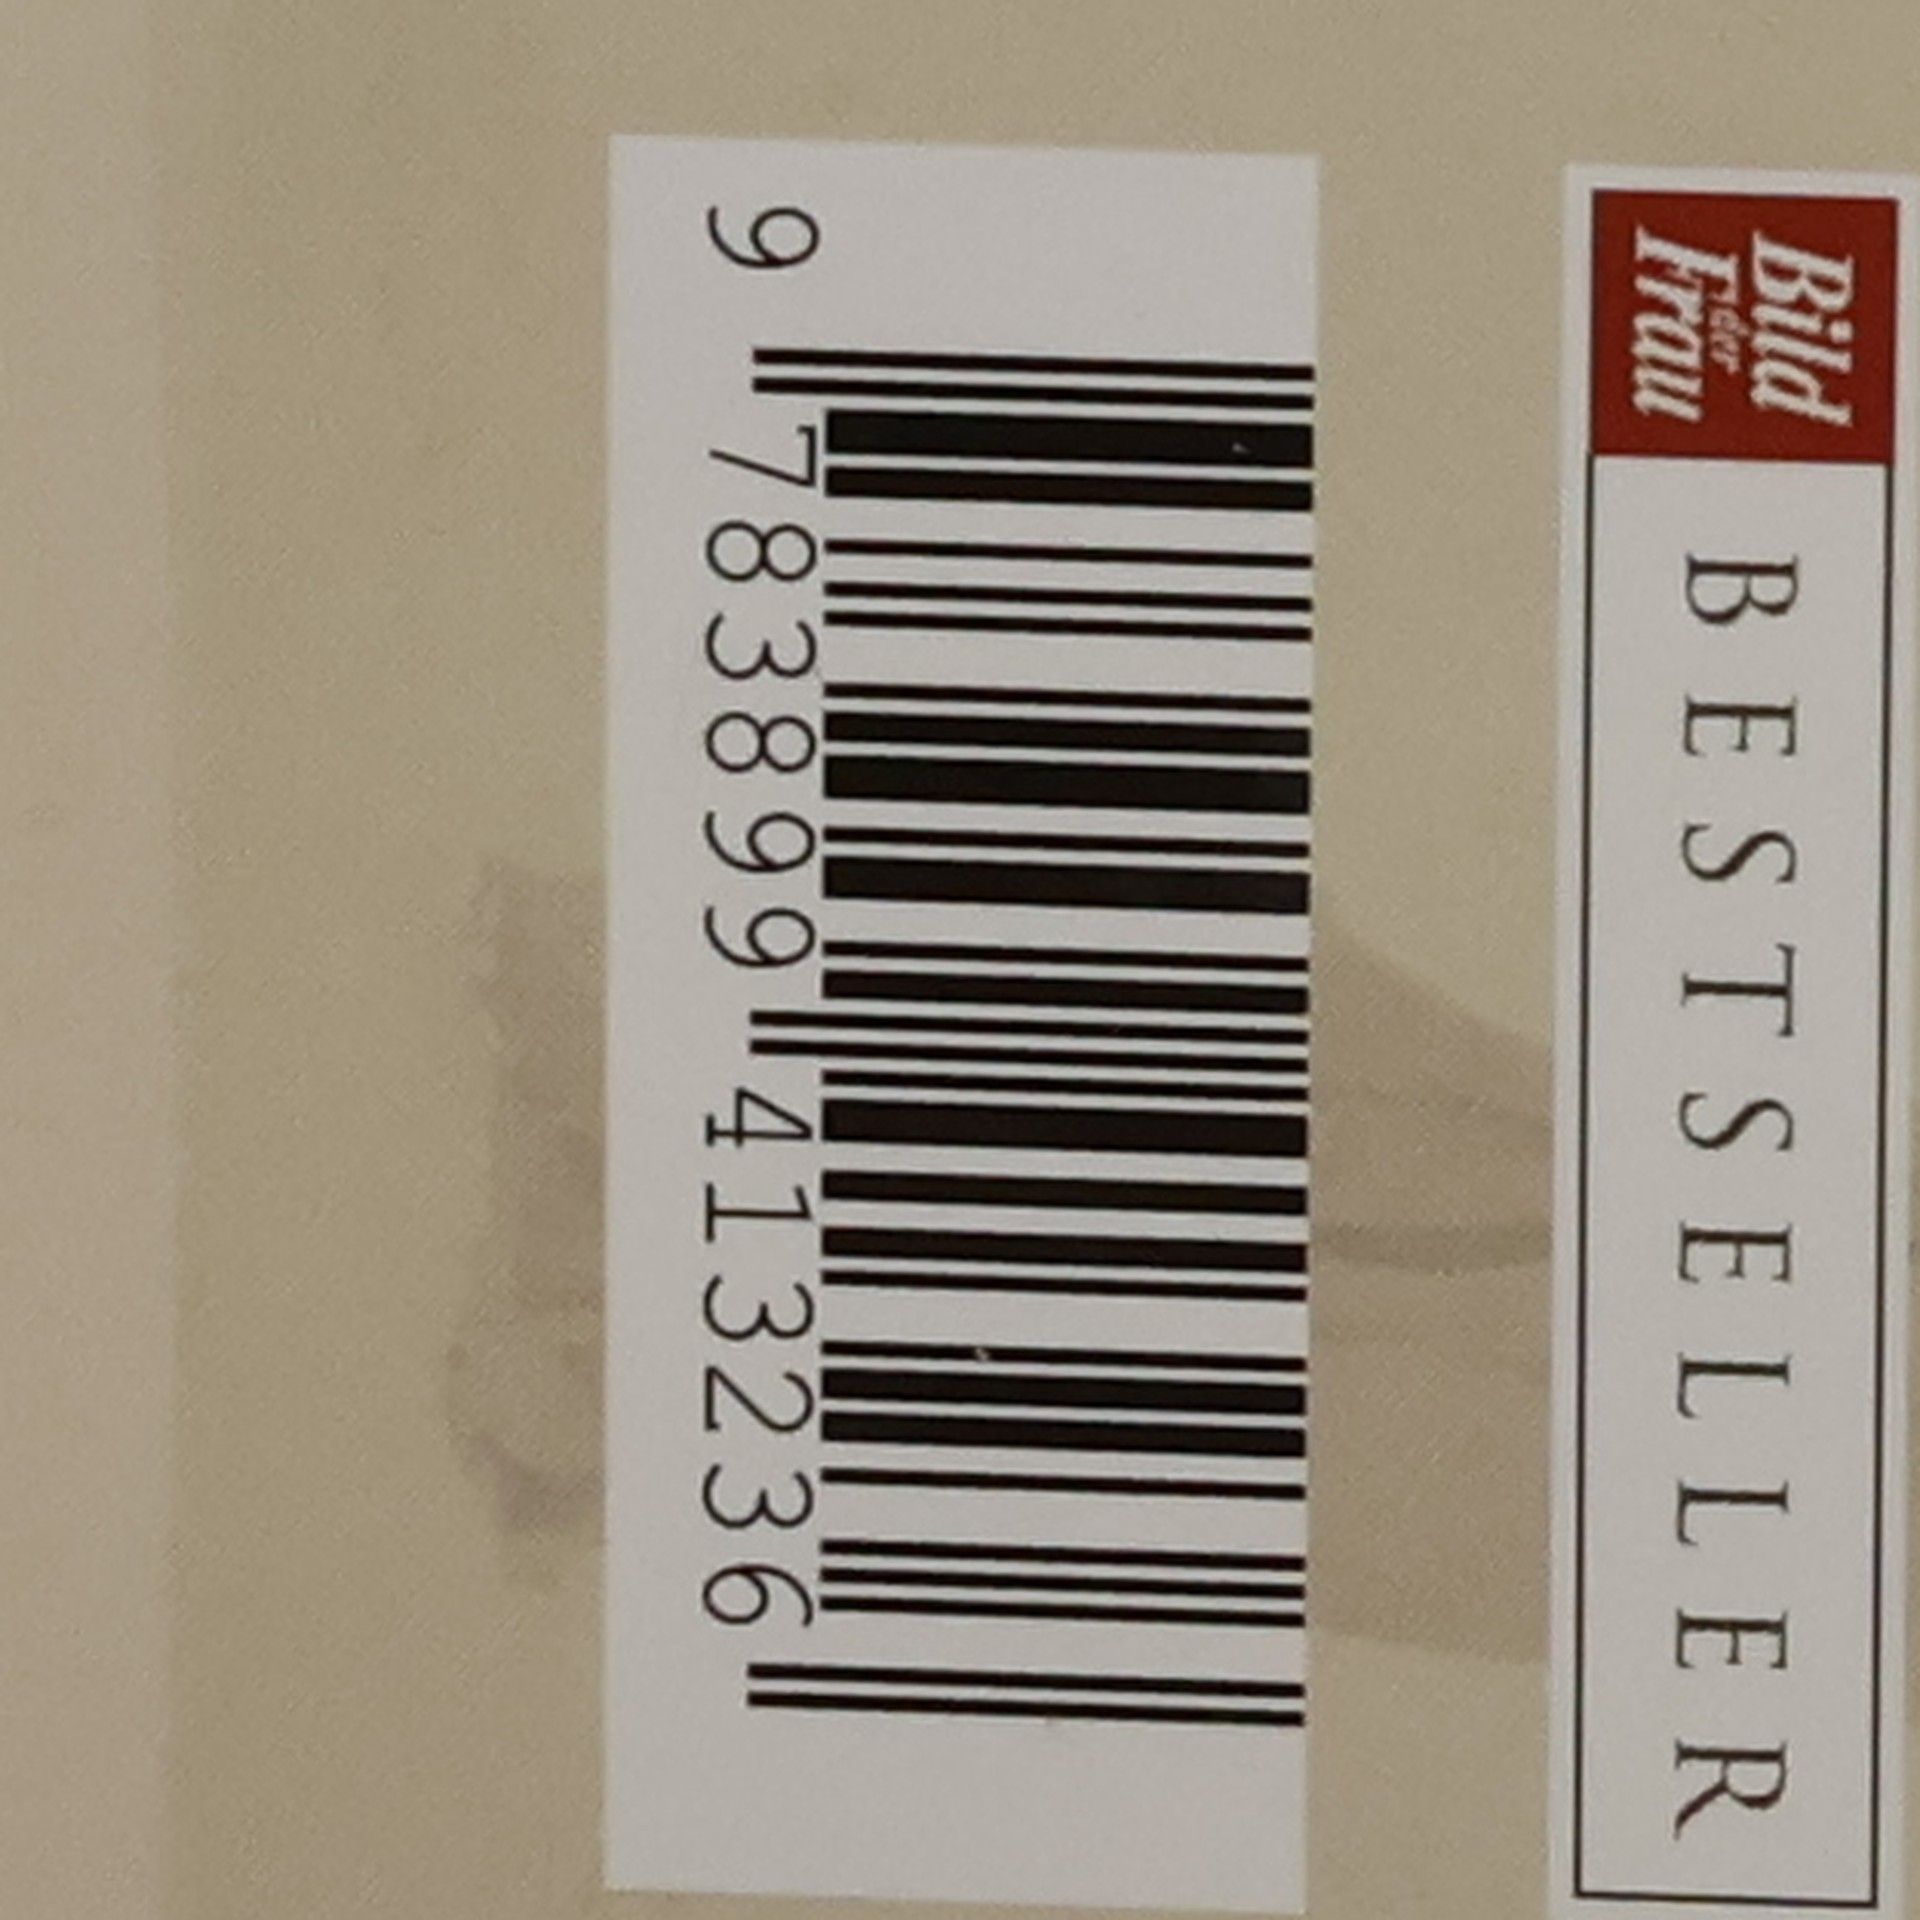 Bild
der
Frau
BESTSELLER
9 783899 413236